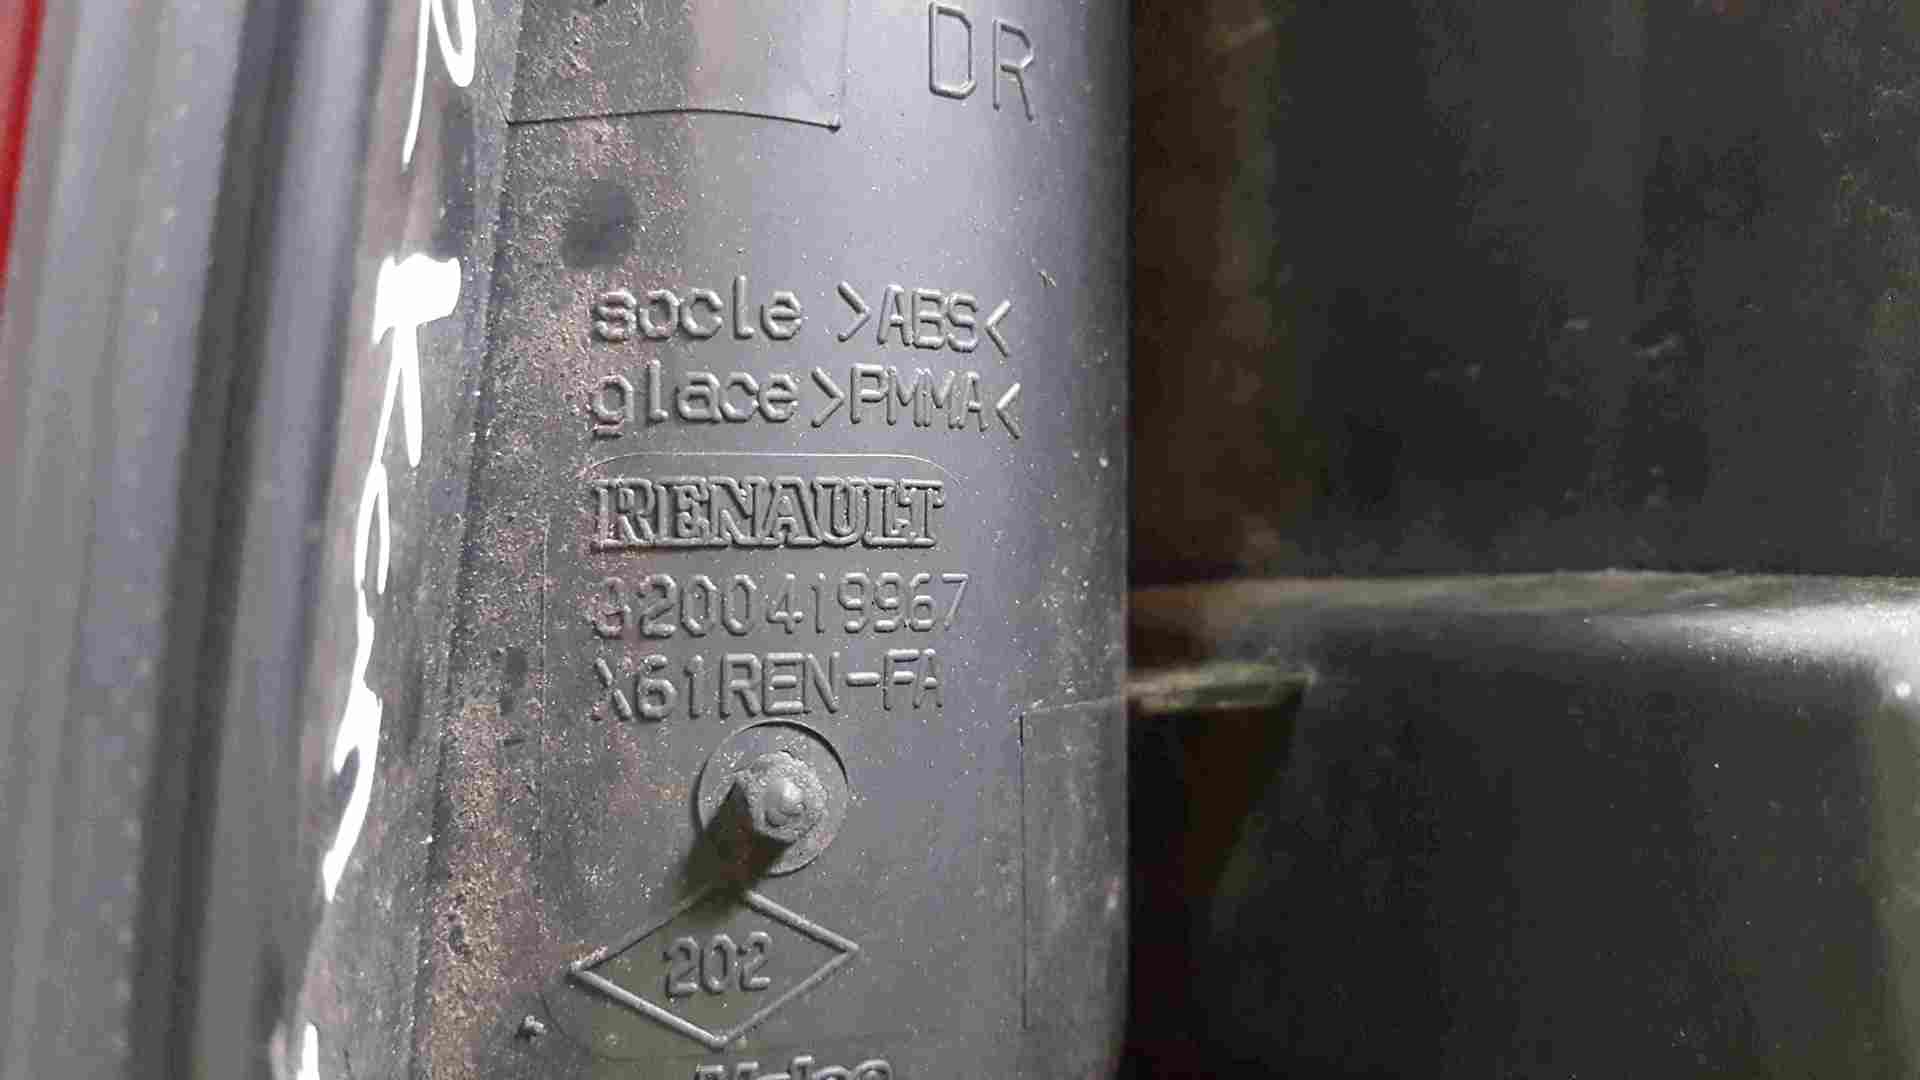 DR
socle >ABS<
glace >PMMA<
RENAULT
8200419967
X61REN-FA
202